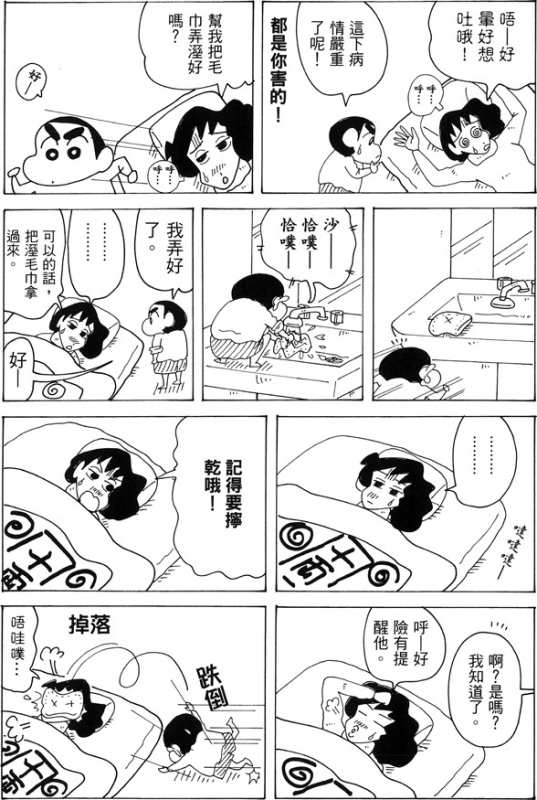 唔—好
暈好想
吐哦！
呼…
呼…
這下病
情嚴重
了呢！
都是你害的！
幫我把毛
巾弄溼好
嗎？
呼…
呼…
好—
沙——
恰噗——
恰噗——
我弄好
了。
………
可以的話，
把溼毛巾拿
過來。
好—
………
噠噠噠—
記得要擰
乾哦！
啊？是嗎？
我知道了。
呼—好
險有提
醒他。
跌倒
掉落
唔哇噗…